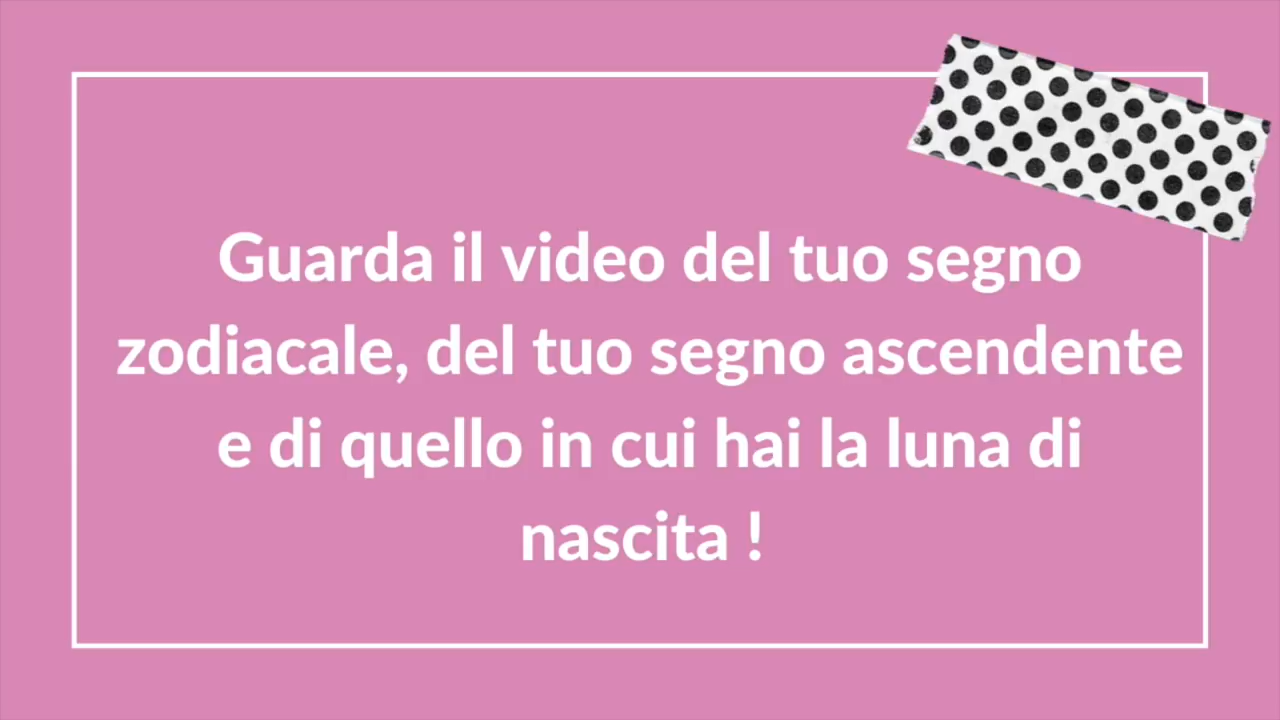 Guarda il video del tuo segno
zodiacale, del tuo segno ascendente
e di quello in cui hai la luna di
nascita !